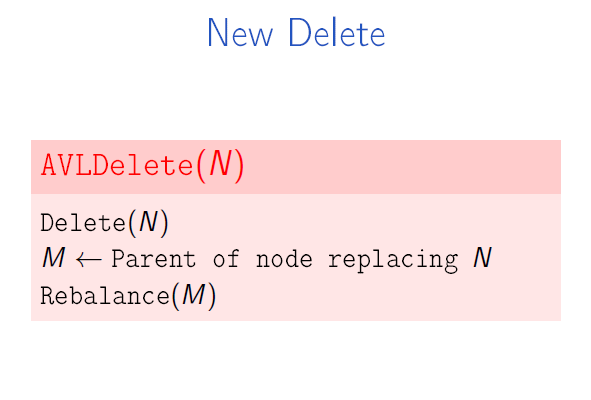 New Delete
AVLDelete(N)
Delete(N)
M ← Parent of node replacing N
Rebalance(M)